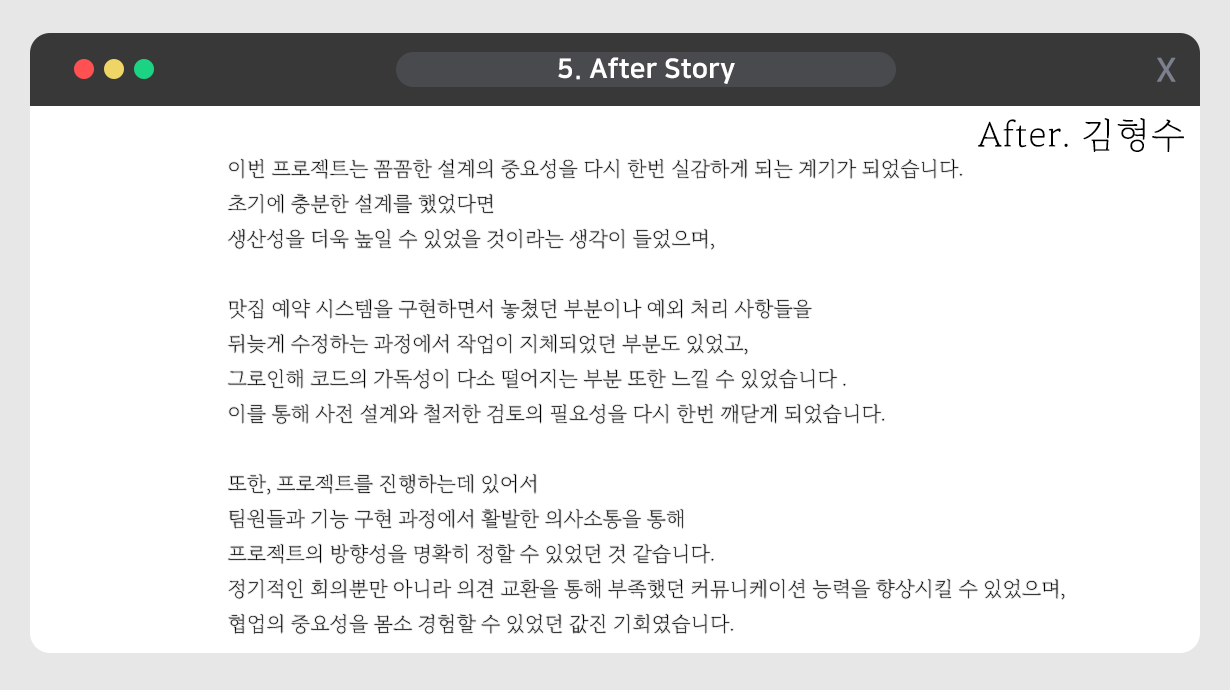 5. After Story
X
After. 김형수
이번 프로젝트는 꼼꼼한 설계의 중요성을 다시 한번 실감하게 되는 계기가 되었습니다.
초기에 충분한 설계를 했었다면
생산성을 더욱 높일 수 있었을 것이라는 생각이 들었으며,
맛집 예약 시스템을 구현하면서 놓쳤던 부분이나 예외 처리 사항들을
뒤늦게 수정하는 과정에서 작업이 지체되었던 부분도 있었고,
그로인해 코드의 가독성이 다소 떨어지는 부분 또한 느낄 수 있었습니다 .
이를 통해 사전 설계와 철저한 검토의 필요성을 다시 한번 깨닫게 되었습니다.
또한, 프로젝트를 진행하는데 있어서
팀원들과 기능 구현 과정에서 활발한 의사소통을 통해
프로젝트의 방향성을 명확히 정할 수 있었던 것 같습니다.
정기적인 회의뿐만 아니라 의견 교환을 통해 부족했던 커뮤니케이션 능력을 향상시킬 수 있었으며,
협업의 중요성을 몸소 경험할 수 있었던 값진 기회였습니다.